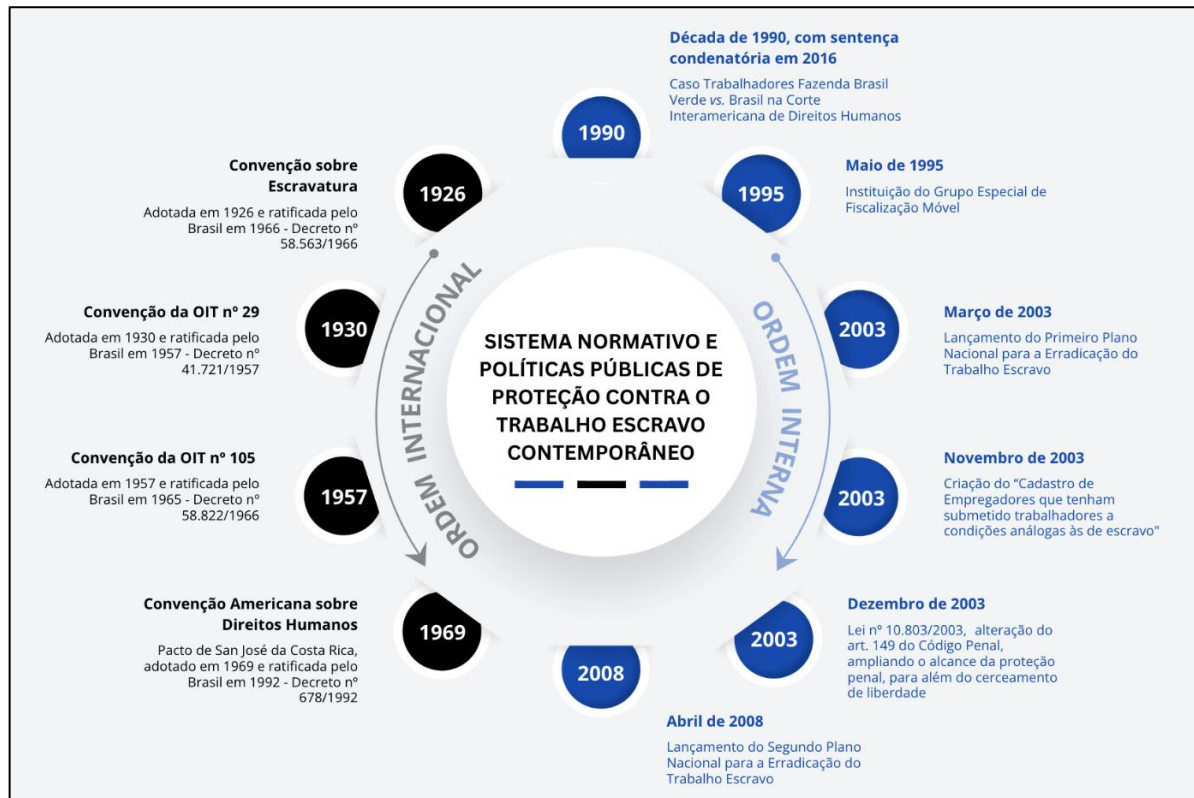 SISTEMA NORMATIVO E
POLÍTICAS PÚBLICAS DE
PROTEÇÃO CONTRA O
TRABALHO ESCRAVO
CONTEMPORÂNEO
ORDEM INTERNACIONAL
1926
Convenção sobre
Escravatura
Adotada em 1926 e ratificada pelo
Brasil em 1966 - Decreto nº
58.563/1966
1930
Convenção da OIT nº 29
Adotada em 1930 e ratificada pelo
Brasil em 1957 - Decreto nº
41.721/1957
1957
Convenção da OIT nº 105
Adotada em 1957 e ratificada pelo
Brasil em 1965 - Decreto nº
58.822/1966
1969
Convenção Americana sobre
Direitos Humanos
Pacto de San José da Costa Rica,
adotado em 1969 e ratificada pelo
Brasil em 1992 - Decreto nº
678/1992
ORDEM INTERNA
1990
Década de 1990, com sentença
condenatória em 2016
Caso Trabalhadores Fazenda Brasil
Verde vs. Brasil na Corte
Interamericana de Direitos Humanos
1995
Maio de 1995
Instituição do Grupo Especial de
Fiscalização Móvel
2003
Março de 2003
Lançamento do Primeiro Plano
Nacional para a Erradicação do
Trabalho Escravo
2003
Novembro de 2003
Criação do “Cadastro de
Empregadores que tenham
submetido trabalhadores a
condições análogas às de escravo"
2003
Dezembro de 2003
Lei nº 10.803/2003, alteração do
art. 149 do Código Penal,
ampliando o alcance da proteção
penal, para além do cerceamento
de liberdade
2008
Abril de 2008
Lançamento do Segundo Plano
Nacional para a Erradicação do
Trabalho Escravo